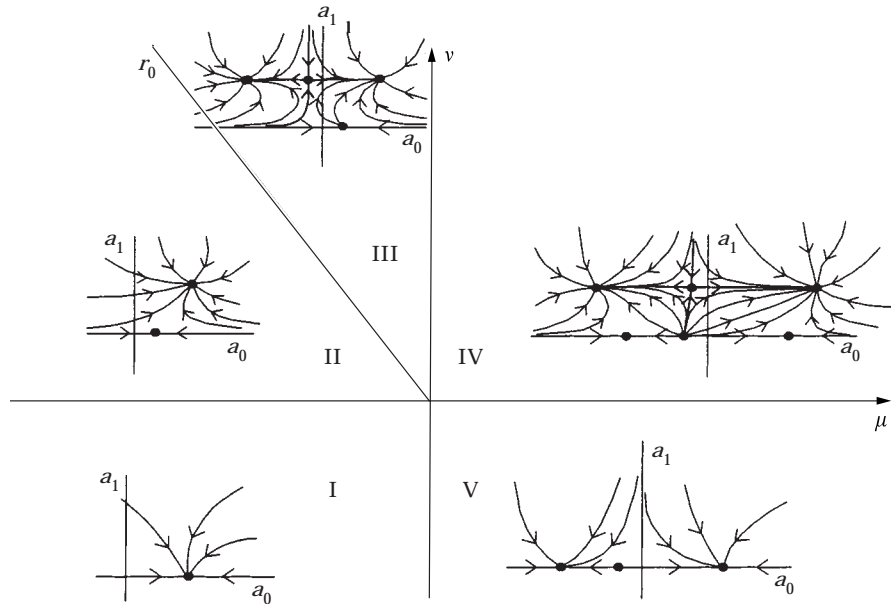 a₁
r₀
ν
a₀
a₁
a₁
III
a₀
II
IV
a₀
μ
a₁
a₁
I
V
a₀
a₀